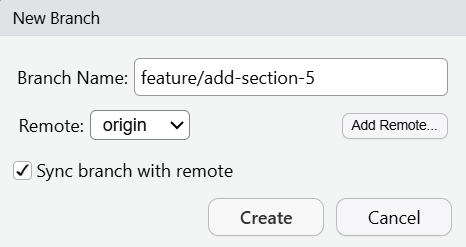 New Branch
Branch Name: feature/add-section-5
Remote: origin Add Remote...
Sync branch with remote
Create Cancel